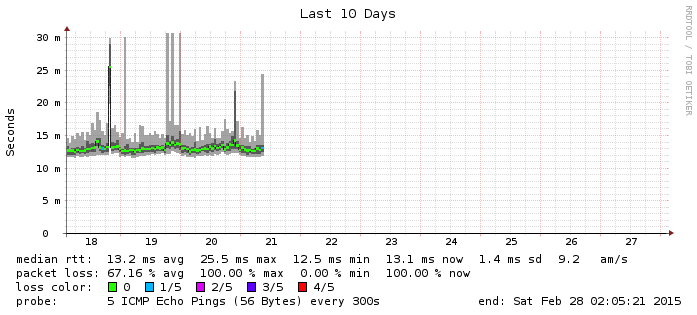 Last 10 Days
RRDTOOL / TOBI OETIKER
Seconds
30 m
25 m
20 m
15 m
10 m
5 m
0
18 19 20 21 22 23 24 25 26 27
median rtt: 13.2 ms avg 25.5 ms max 12.5 ms min 13.1 ms now 1.4 ms sd 9.2 am/s
packet loss: 67.16 % avg 100.00 % max 0.00 % min 100.00 % now
loss color: 0 1/5 2/5 3/5 4/5
probe: 5 ICMP Echo Pings (56 Bytes) every 300s end: Sat Feb 28 02:05:21 2015